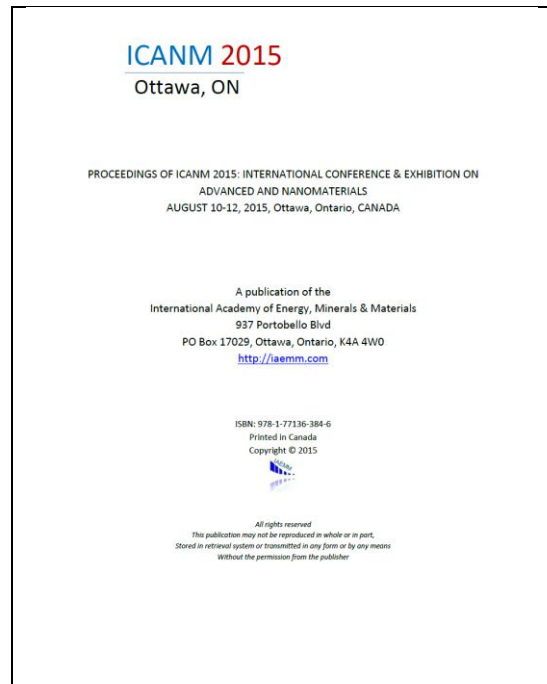 ICANM 2015
Ottawa, ON
PROCEEDINGS OF ICANM 2015: INTERNATIONAL CONFERENCE & EXHIBITION ON
ADVANCED AND NANOMATERIALS
AUGUST 10-12, 2015, Ottawa, Ontario, CANADA
A publication of the
International Academy of Energy, Minerals & Materials
937 Portobello Blvd
PO Box 17029, Ottawa, Ontario, K4A 4W0
http://iaemm.com
ISBN: 978-1-77136-384-6
Printed in Canada
Copyright © 2015
IAEMM
All rights reserved
This publication may not be reproduced in whole or in part,
Stored in retrieval system or transmitted in any form or by any means
Without the permission from the publisher